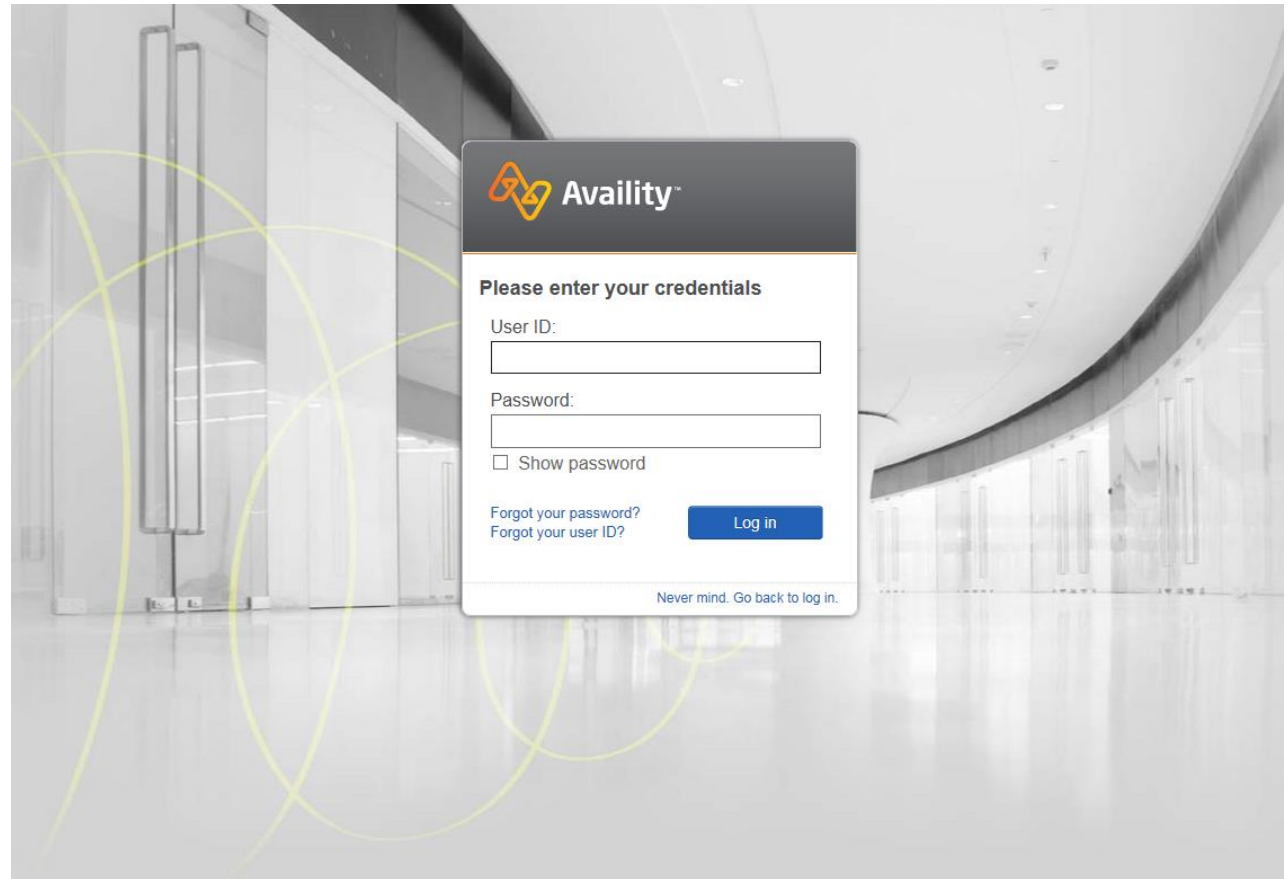 Availity™
Please enter your credentials
User ID:
Password:
Show password
Forgot your password?
Log in
Forgot your user ID?
Never mind. Go back to log in.